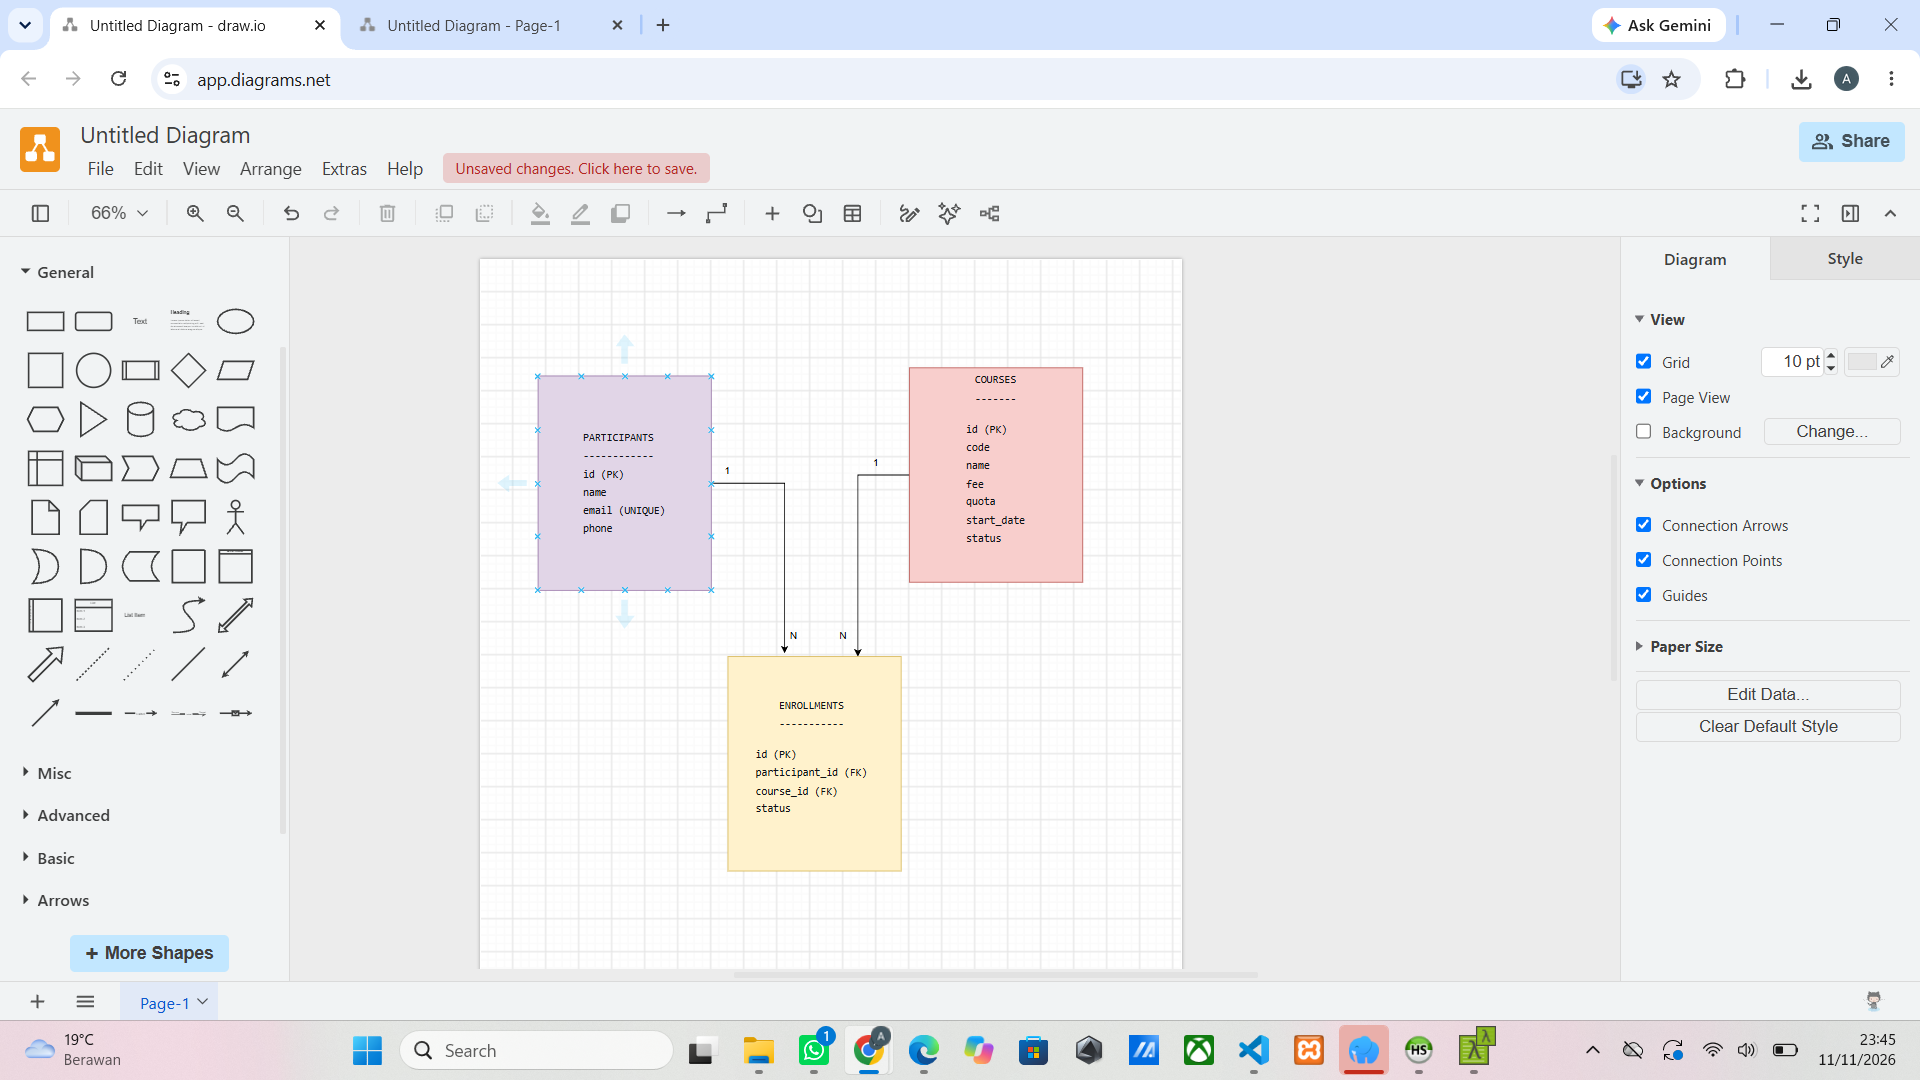 Untitled Diagram - draw.io
Untitled Diagram - Page-1
Ask Gemini
app.diagrams.net
A
Untitled Diagram
File Edit View Arrange Extras Help
Unsaved changes. Click here to save.
Share
66%
General
Text
Heading
List Item
Misc
Advanced
Basic
Arrows
+ More Shapes
PARTICIPANTS
------------
id (PK)
name
email (UNIQUE)
phone
1
1
COURSES
-------
id (PK)
code
name
fee
quota
start_date
status
N
N
ENROLLMENTS
-----------
id (PK)
participant_id (FK)
course_id (FK)
status
Diagram
Style
View
Grid
10 pt
Page View
Background
Change...
Options
Connection Arrows
Connection Points
Guides
Paper Size
Edit Data...
Clear Default Style
Page-1
19°C
Berawan
Search
1
A
HS
23:45
11/11/2026